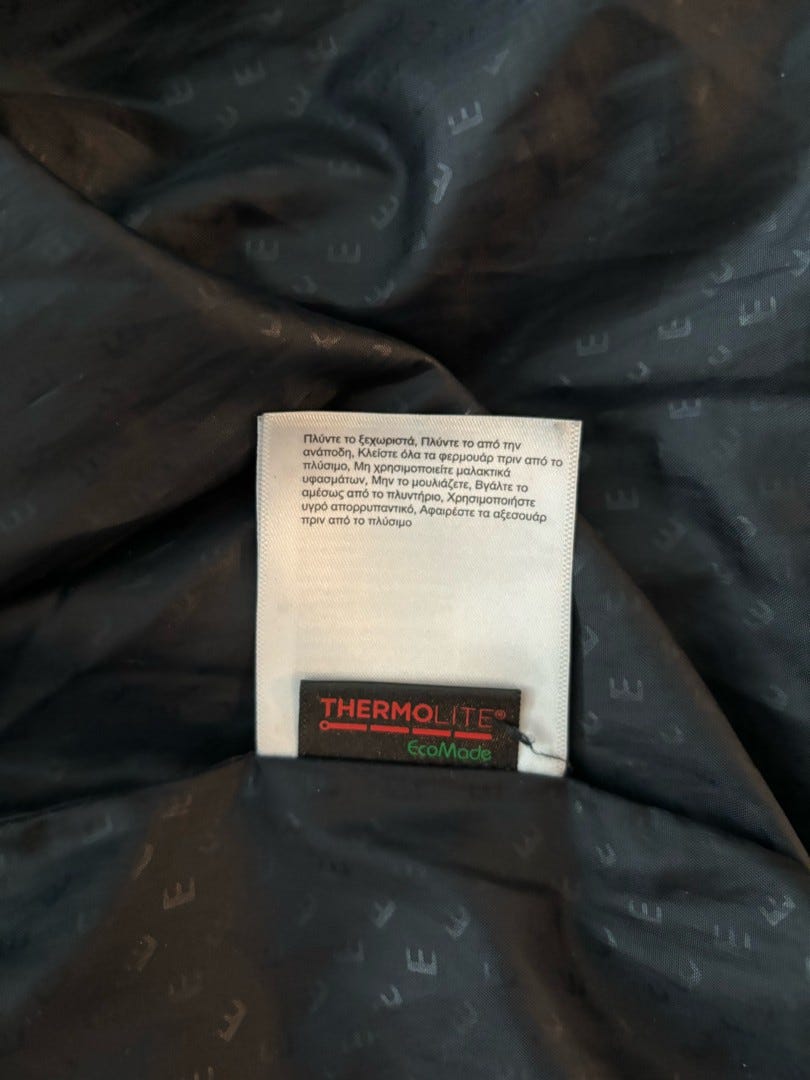 Πλύντε το ξεχωριστά, Πλύντε το από την
ανάποδη, Κλείστε όλα τα φερμουάρ πριν από το
πλύσιμο, Μη χρησιμοποιείτε μαλακτικά
υφασμάτων, Μην το μουλιάζετε, Βγάλτε το
αμέσως από το πλυντήριο, Χρησιμοποιήστε
υγρό απορρυπαντικό, Αφαιρέστε τα αξεσουάρ
πριν από το πλύσιμο
THERMOLITE®
EcoMade